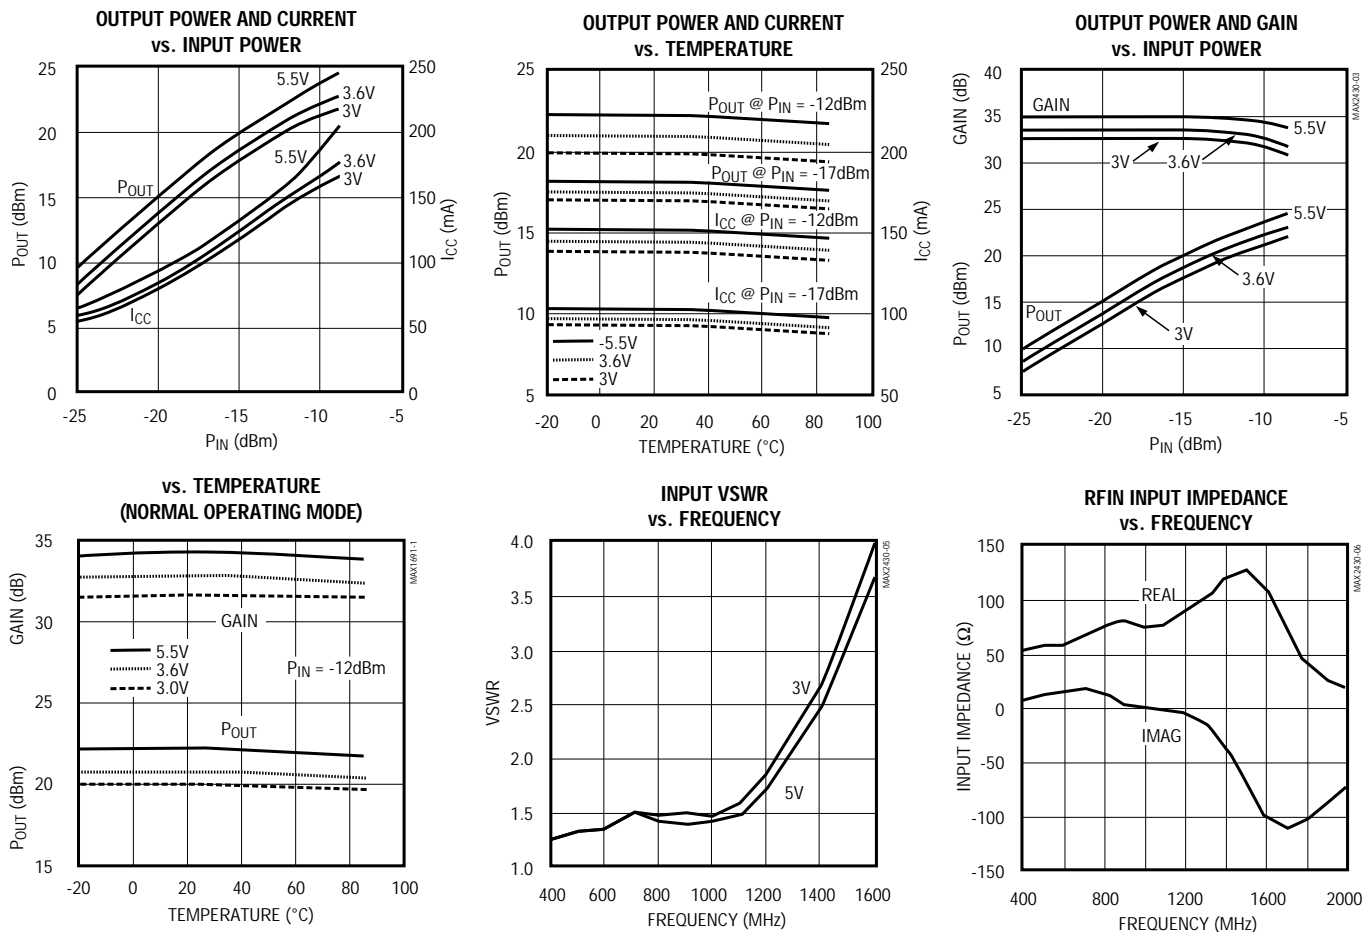 OUTPUT POWER AND CURRENT
vs. INPUT POWER
25
20
15
10
5
0
POUT (dBm)
250
200
150
100
50
0
ICC (mA)
5.5V
3.6V
3V
5.5V
3.6V
3V
POUT
ICC
-25
-20
-15
-10
-5
PIN (dBm)
OUTPUT POWER AND CURRENT
vs. TEMPERATURE
25
20
15
10
5
POUT (dBm)
250
200
150
100
50
ICC (mA)
POUT @ PIN = -12dBm
POUT @ PIN = -17dBm
ICC @ PIN = -12dBm
ICC @ PIN = -17dBm
-5.5V
3.6V
3V
-20
0
20
40
60
80
100
TEMPERATURE (°C)
OUTPUT POWER AND GAIN
vs. INPUT POWER
MAX2430-03
40
35
30
25
20
15
10
5
GAIN (dB)
POUT (dBm)
GAIN
5.5V
3V
3.6V
5.5V
3.6V
POUT
3V
-25
-20
-15
-10
-5
PIN (dBm)
vs. TEMPERATURE
(NORMAL OPERATING MODE)
MAX1691-1
35
30
25
20
15
GAIN (dB)
POUT (dBm)
GAIN
5.5V
3.6V
3.0V
PIN = -12dBm
POUT
-20
0
20
40
60
80
100
TEMPERATURE (°C)
INPUT VSWR
vs. FREQUENCY
MAX2430-05
4.0
3.5
3.0
2.5
2.0
1.5
1.0
VSWR
3V
5V
400
600
800
1000
1200
1400
1600
FREQUENCY (MHz)
RFIN INPUT IMPEDANCE
vs. FREQUENCY
MAX2430-06
150
100
50
0
-50
-100
-150
INPUT IMPEDANCE (Ω)
REAL
IMAG
400
800
1200
1600
2000
FREQUENCY (MHz)